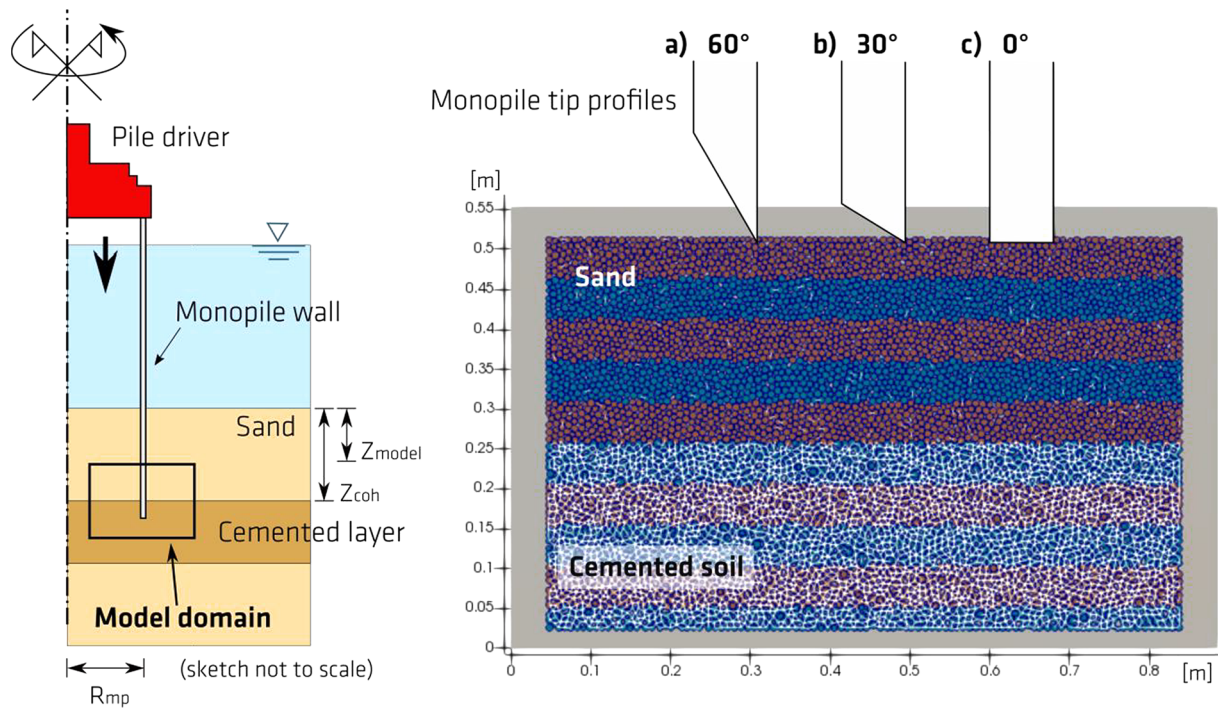 Pile driver
Monopile wall
Sand
Zmodel
Zcoh
Cemented layer
Model domain
(sketch not to scale)
Rmp
a) 60°
b) 30°
c) 0°
Monopile tip profiles
[m]
0.55
0.5
0.45
0.4
0.35
0.3
0.25
0.2
0.15
0.1
0.05
0
Sand
Cemented soil
0 0.1 0.2 0.3 0.4 0.5 0.6 0.7 0.8 [m]